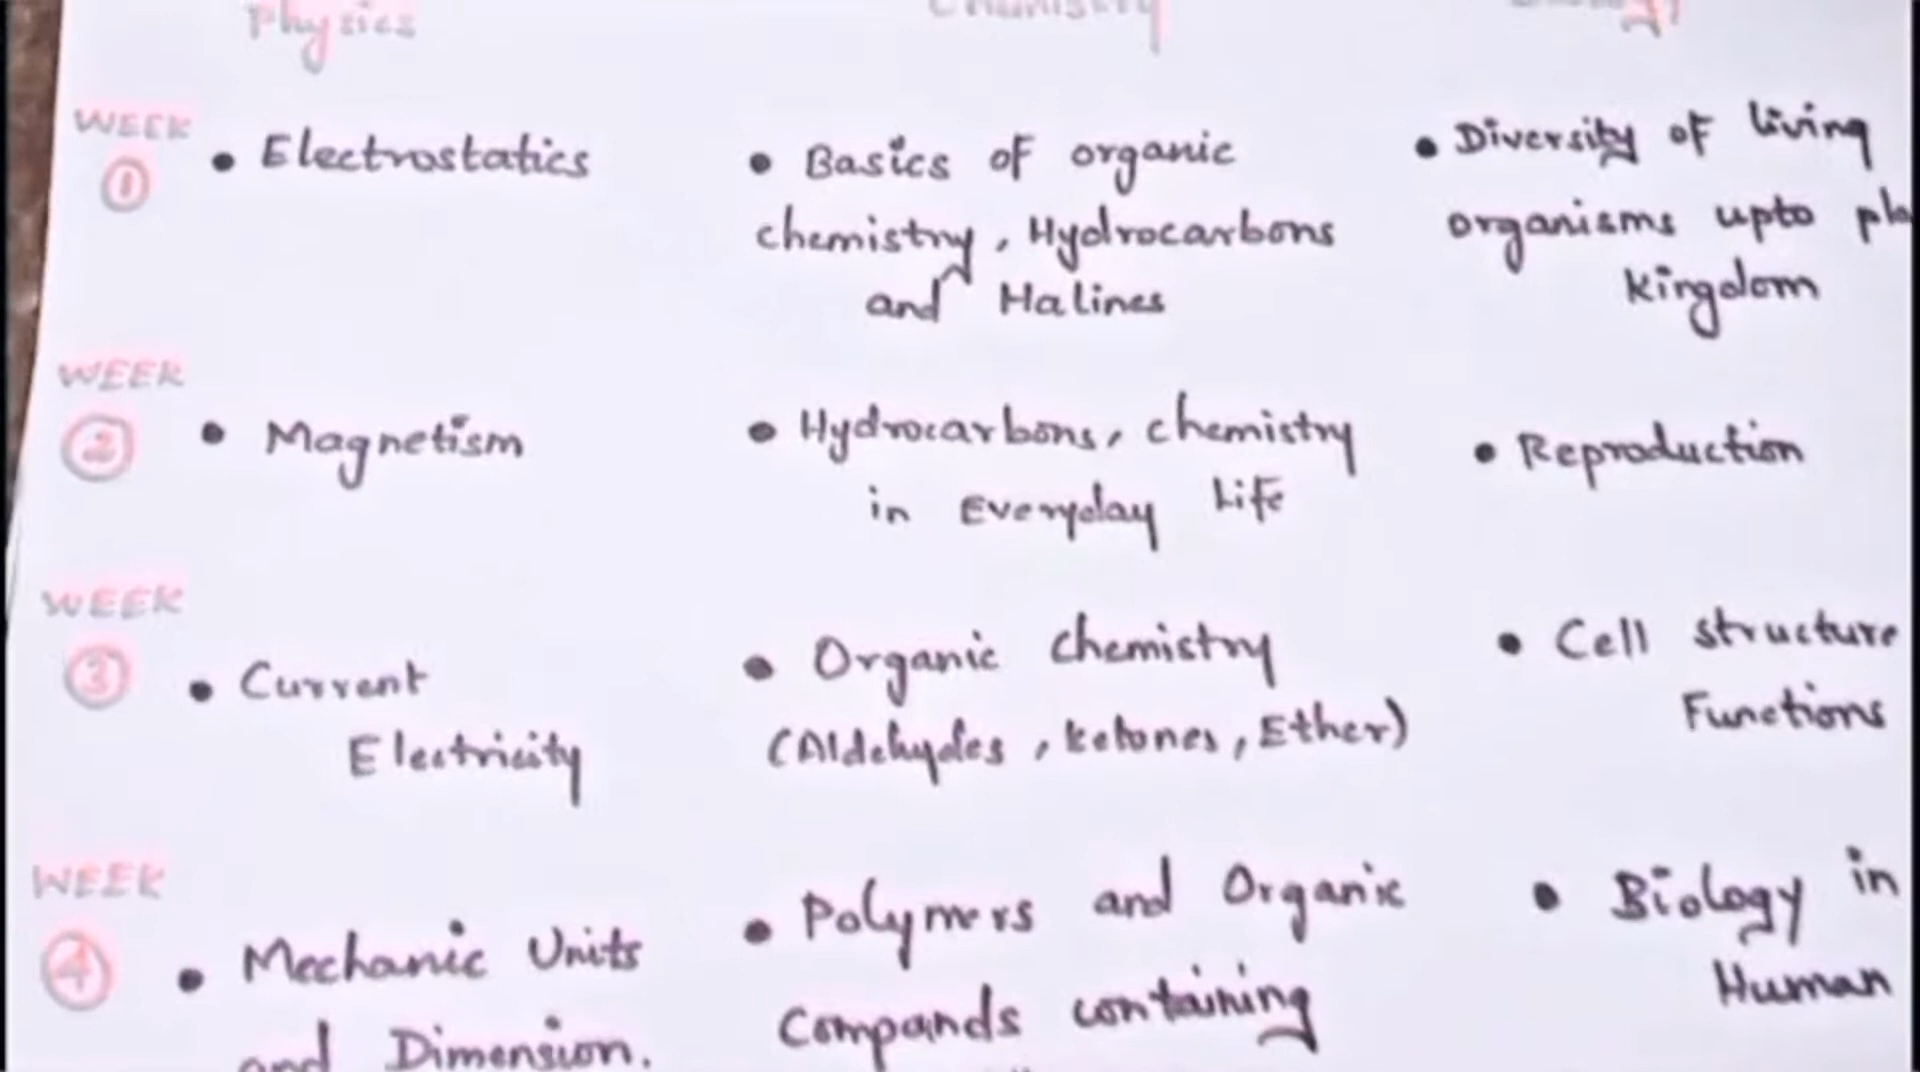 Physics Chemistry
WEEK
① • Electrostatics
• Basics of organic
chemistry, Hydrocarbons
and Halines
• Diversity of living
organisms upto
kingdom
WEEK
② • Magnetism
• Hydrocarbons, chemistry
in Everyday Life
• Reproduction
WEEK
③ • Current
Electricity
• Organic chemistry
(Aldehydes, ketones, Ether)
• Cell structure
Functions
WEEK
④ • Mechanic Units
and Dimension.
• Polymers and Organic
Compands containing
• Biology in
Human